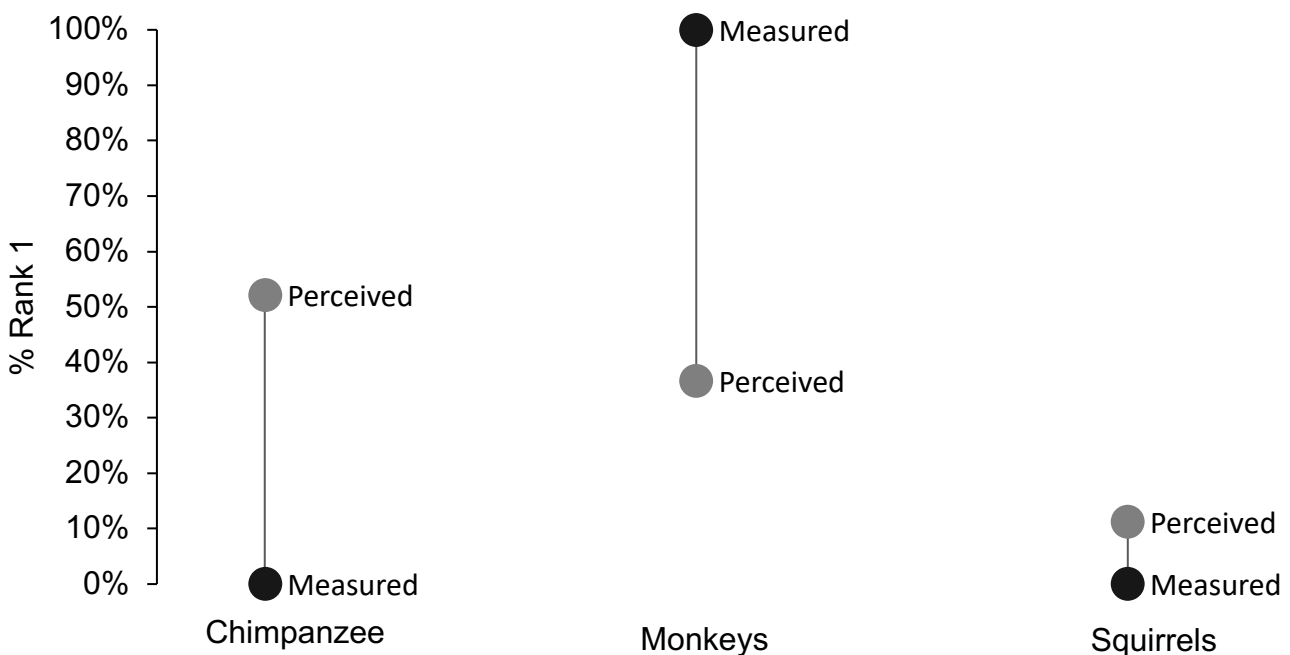 100%
90%
80%
70%
60%
50%
40%
30%
20%
10%
0%
% Rank 1
Measured
Perceived
Perceived
Perceived
Measured
Measured
Chimpanzee
Monkeys
Squirrels